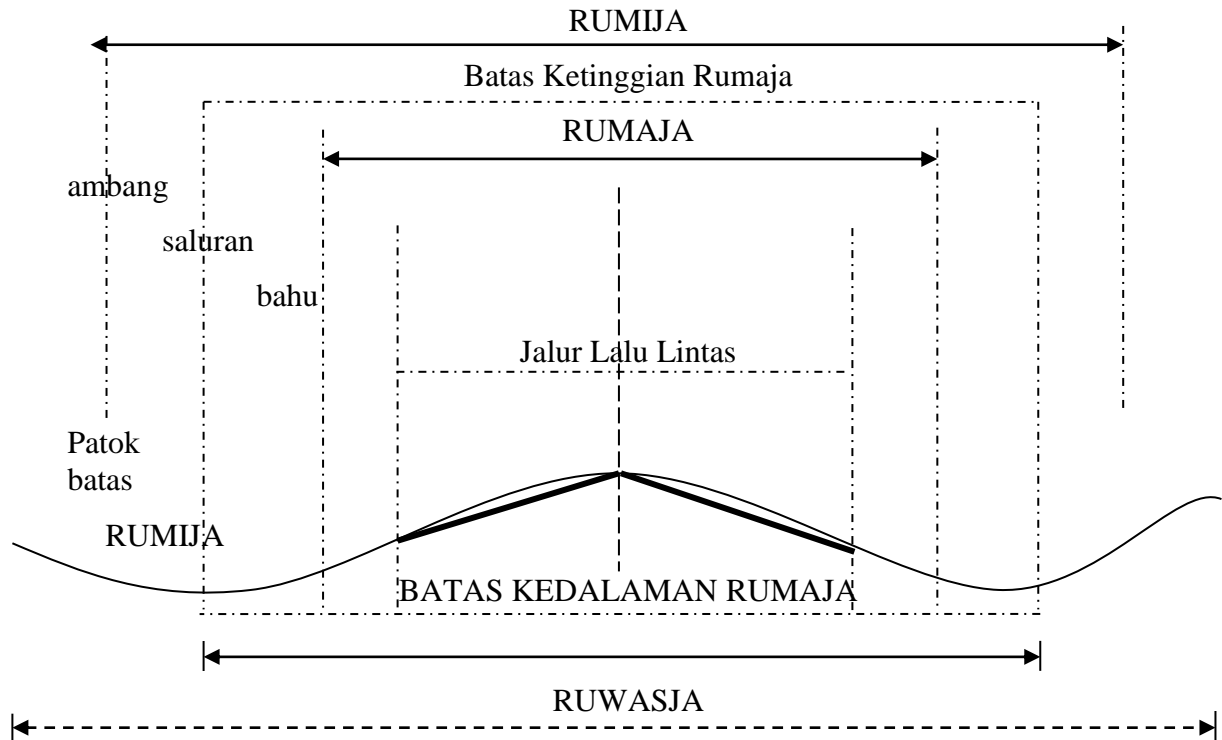 RUMIJA
Batas Ketinggian Rumaja
RUMAJA
ambang
saluran
bahu
Jalur Lalu Lintas
Patok
batas
RUMIJA
BATAS KEDALAMAN RUMAJA
RUWASJA